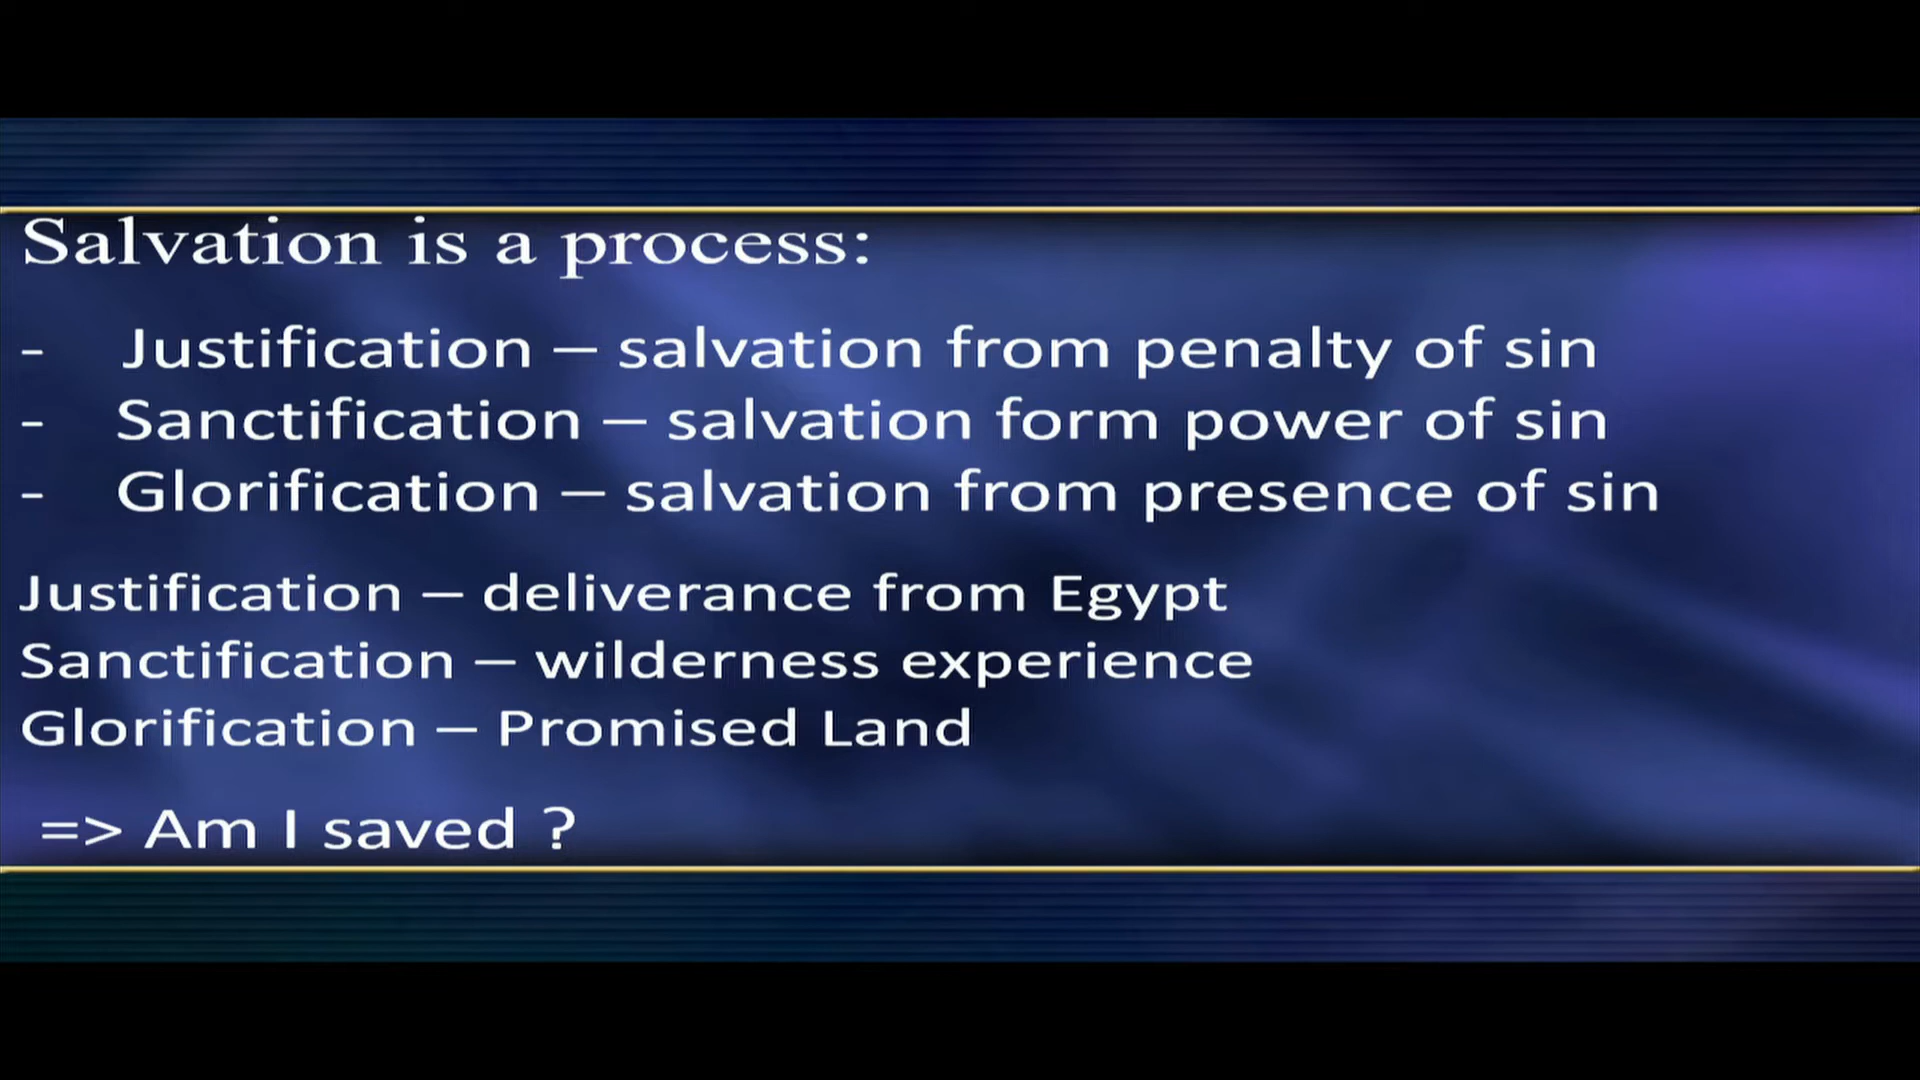 Salvation is a process:
- Justification – salvation from penalty of sin
- Sanctification – salvation form power of sin
- Glorification – salvation from presence of sin
Justification – deliverance from Egypt
Sanctification – wilderness experience
Glorification – Promised Land
=> Am I saved ?